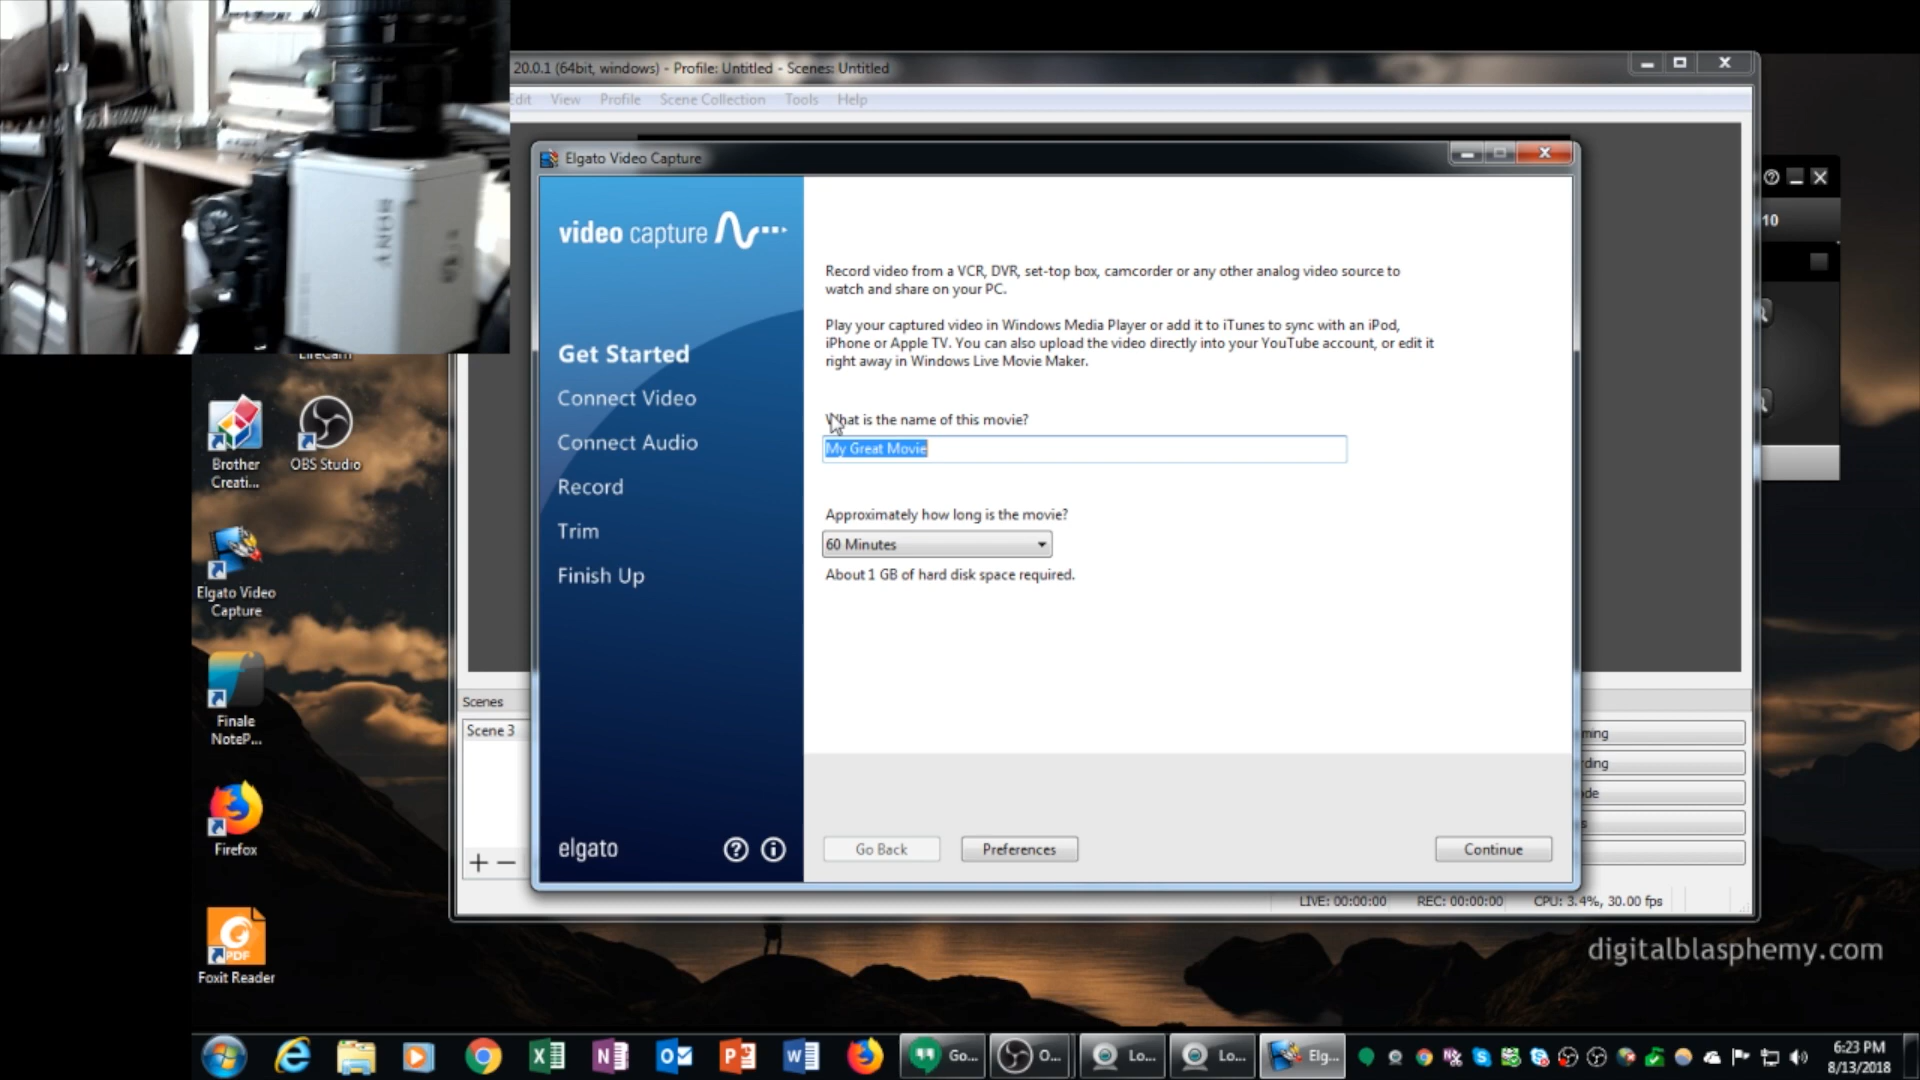 SONY
20.0.1 (64bit, windows) - Profile: Untitled - Scenes: Untitled
Edit View Profile Scene Collection Tools Help
Elgato Video Capture
10
video capture
Record video from a VCR, DVR, set-top box, camcorder or any other analog video source to
watch and share on your PC.
Play your captured video in Windows Media Player or add it to iTunes to sync with an iPod,
iPhone or Apple TV. You can also upload the video directly into your YouTube account, or edit it
right away in Windows Live Movie Maker.
Get Started
Connect Video
Connect Audio
Record
Trim
Finish Up
What is the name of this movie?
My Great Movie
Approximately how long is the movie?
60 Minutes
About 1 GB of hard disk space required.
elgato
Go Back
Preferences
Continue
LifeCam
Brother
Creati...
OBS Studio
Elgato Video
Capture
Finale
NoteP...
Firefox
PDF
Foxit Reader
Scenes
Scene 3
ming
rding
de
s
LIVE: 00:00:00 REC: 00:00:00 CPU: 3.4%, 30.00 fps
digitalblasphemy.com
Go... O... Lo... Lo... Elg...
6:23 PM
8/13/2018